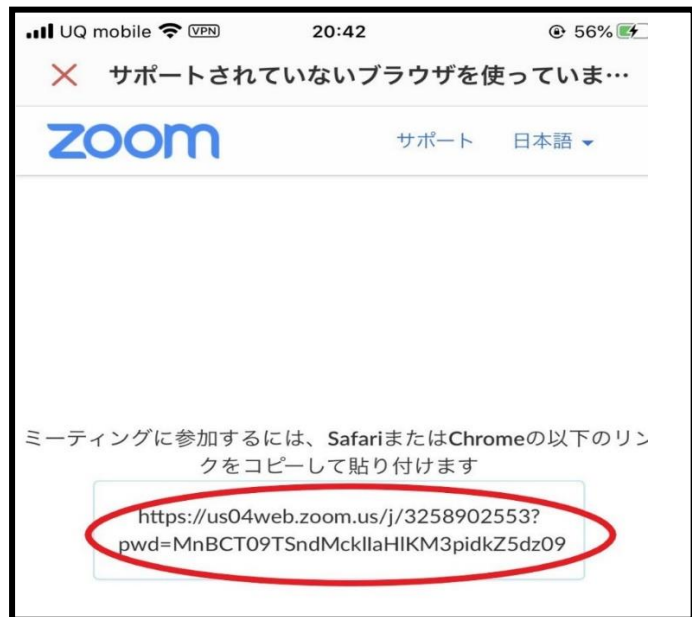 UQ mobile VPN 20:42 56%
サポートされていないブラウザを使っていま…
zoom サポート 日本語
ミーティングに参加するには、SafariまたはChromeの以下のリン
クをコピーして貼り付けます
https://us04web.zoom.us/j/3258902553?
pwd=MnBCT09TSndMckllaHlKM3pidkZ5dz09